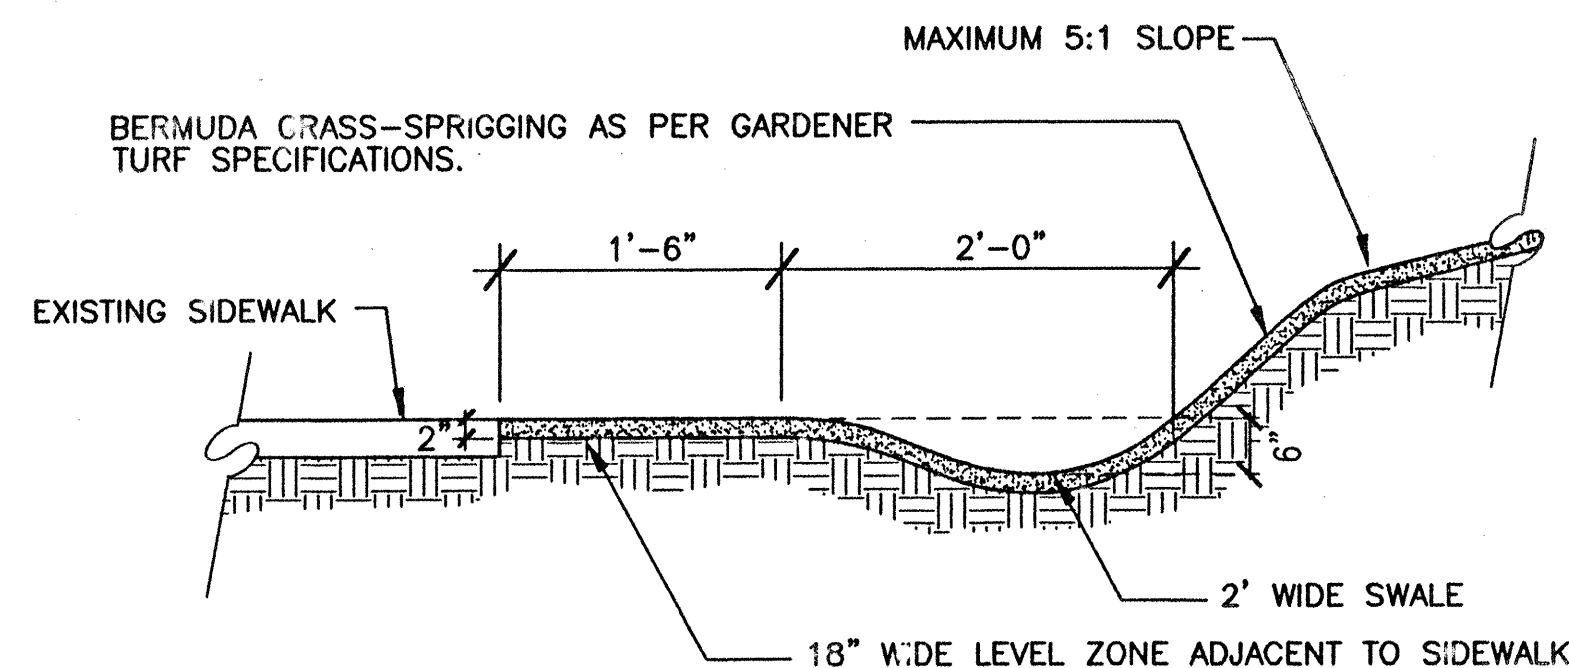 MAXIMUM 5:1 SLOPE
BERMUDA GRASS-SPRIGGING AS PER GARDENER
TURF SPECIFICATIONS.
1'-6"
2'-0"
EXISTING SIDEWALK
2"
6"
2' WIDE SWALE
18" WIDE LEVEL ZONE ADJACENT TO SIDEWALK